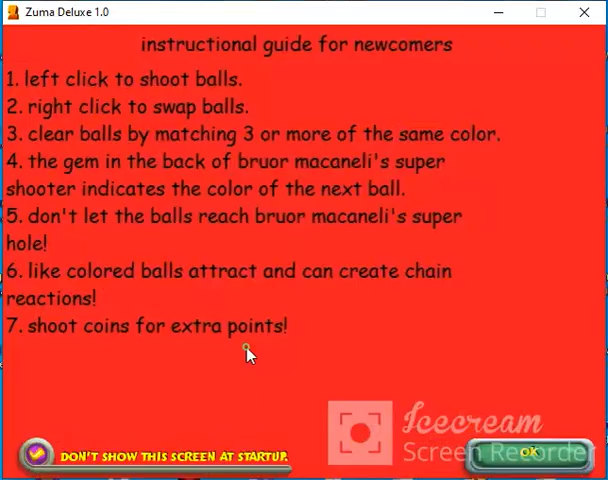 Zuma Deluxe 1.0
instructional guide for newcomers
1. left click to shoot balls.
2. right click to swap balls.
3. clear balls by matching 3 or more of the same color.
4. the gem in the back of bruor macaneli's super
shooter indicates the color of the next ball.
5. don't let the balls reach bruor macaneli's super
hole!
6. like colored balls attract and can create chain
reactions!
7. shoot coins for extra points!
Icecream
Screen Recorder
DON'T SHOW THIS SCREEN AT STARTUP.
OK